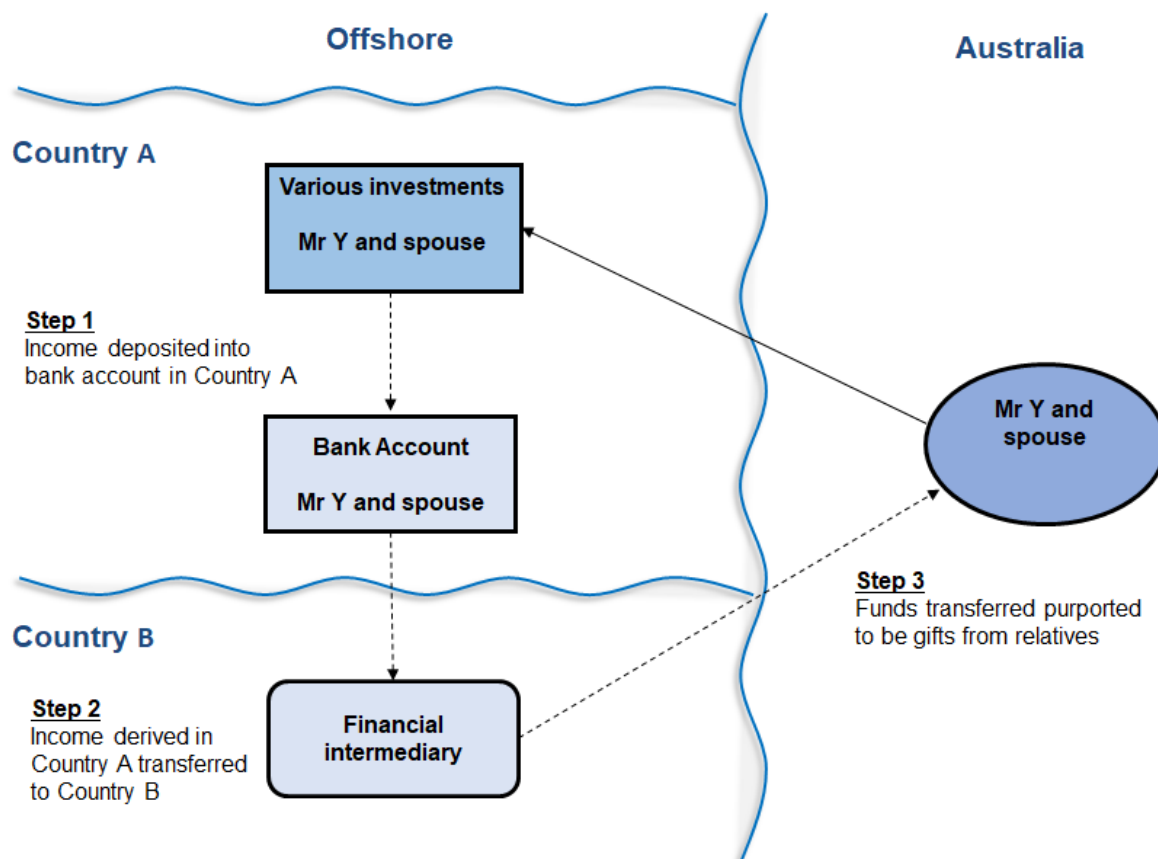 Offshore
Australia
Country A
Various investments
Mr Y and spouse
Step 1
Income deposited into
bank account in Country A
Mr Y and
spouse
Bank Account
Mr Y and spouse
Step 3
Funds transferred purported
to be gifts from relatives
Country B
Step 2
Income derived in
Country A transferred
to Country B
Financial
intermediary